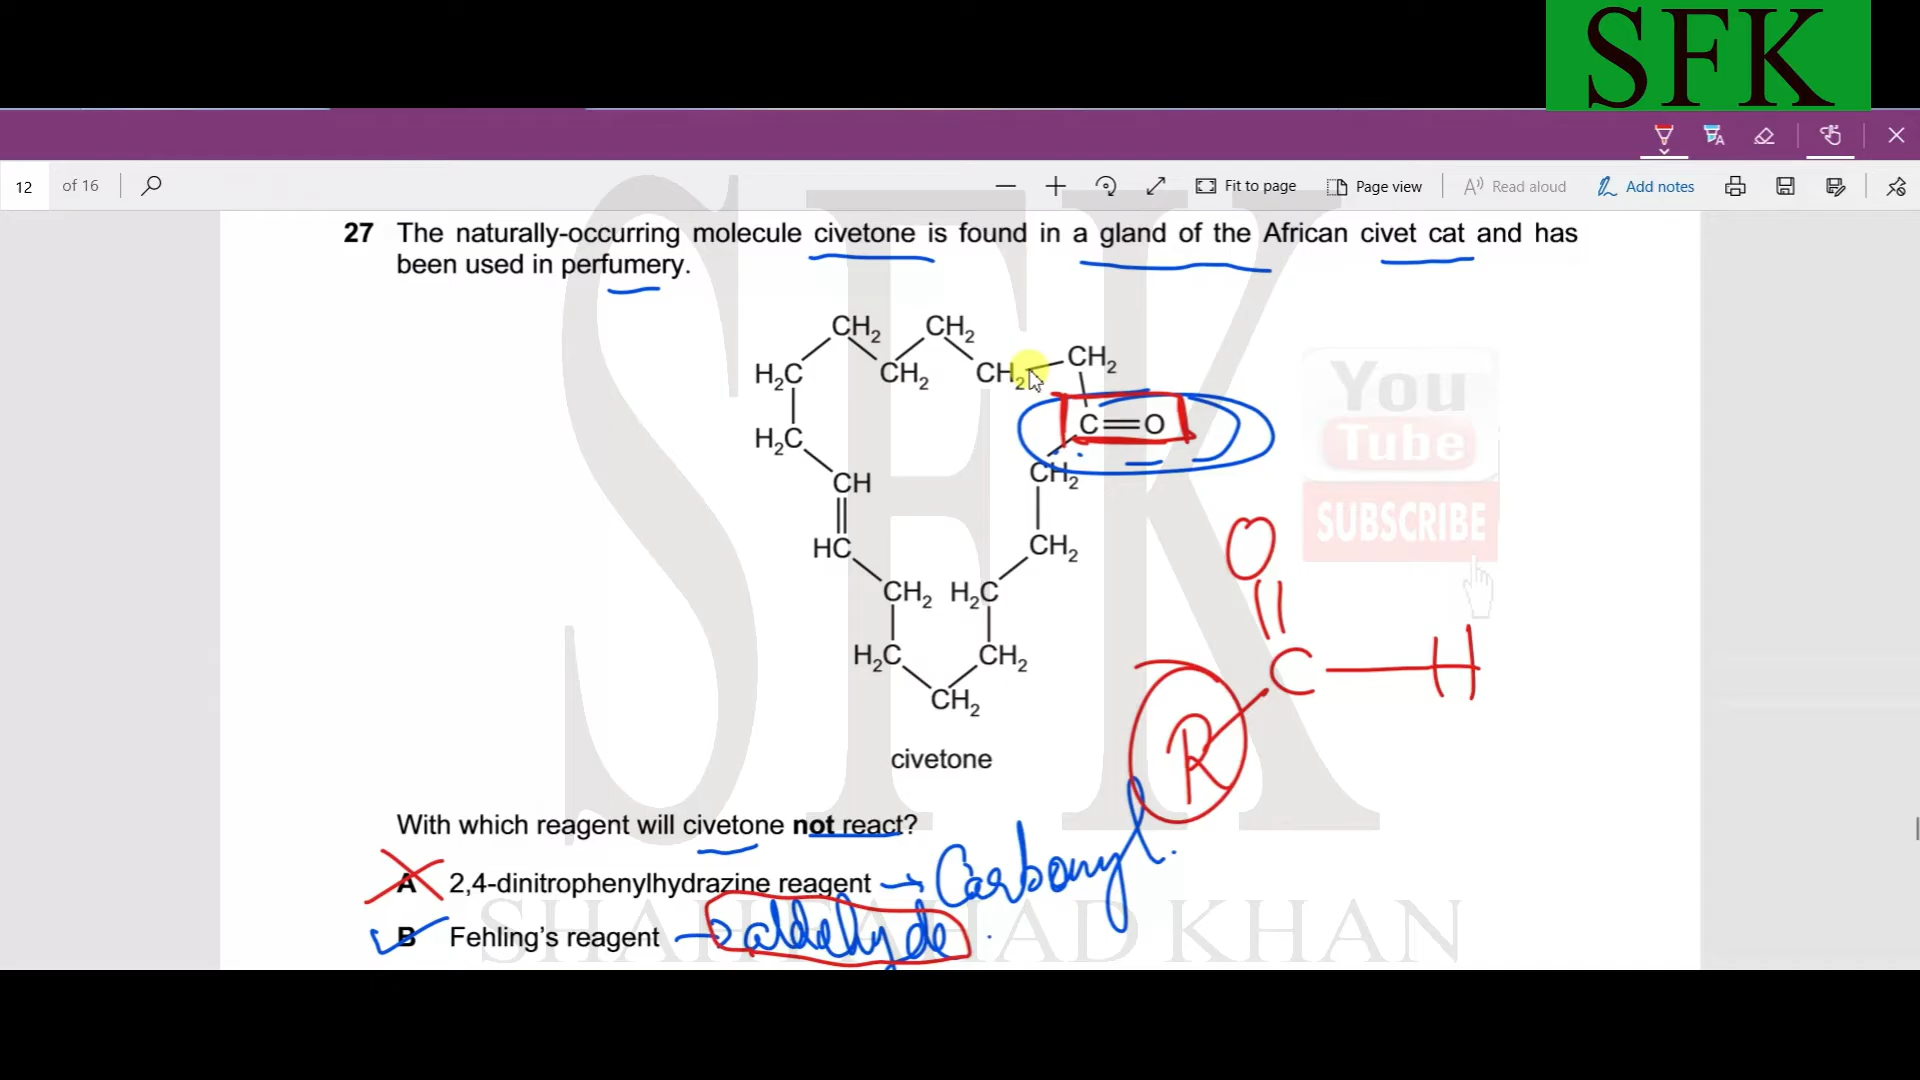 SFK
12 of 16 Fit to page Page view Read aloud Add notes
27 The naturally-occurring molecule civetone is found in a gland of the African civet cat and has
been used in perfumery.
CH2 CH2
CH2
H2C CH2 CH2
C=O
H2C
CH2
CH
HC CH2
CH2 H2C
H2C CH2
CH2
civetone
You
Tube
SUBSCRIBE
O
C H
R
With which reagent will civetone not react?
A 2,4-dinitrophenylhydrazine reagent → Carbonyl.
B Fehling's reagent → aldehyde.
SFK
SHAH FAHAD KHAN